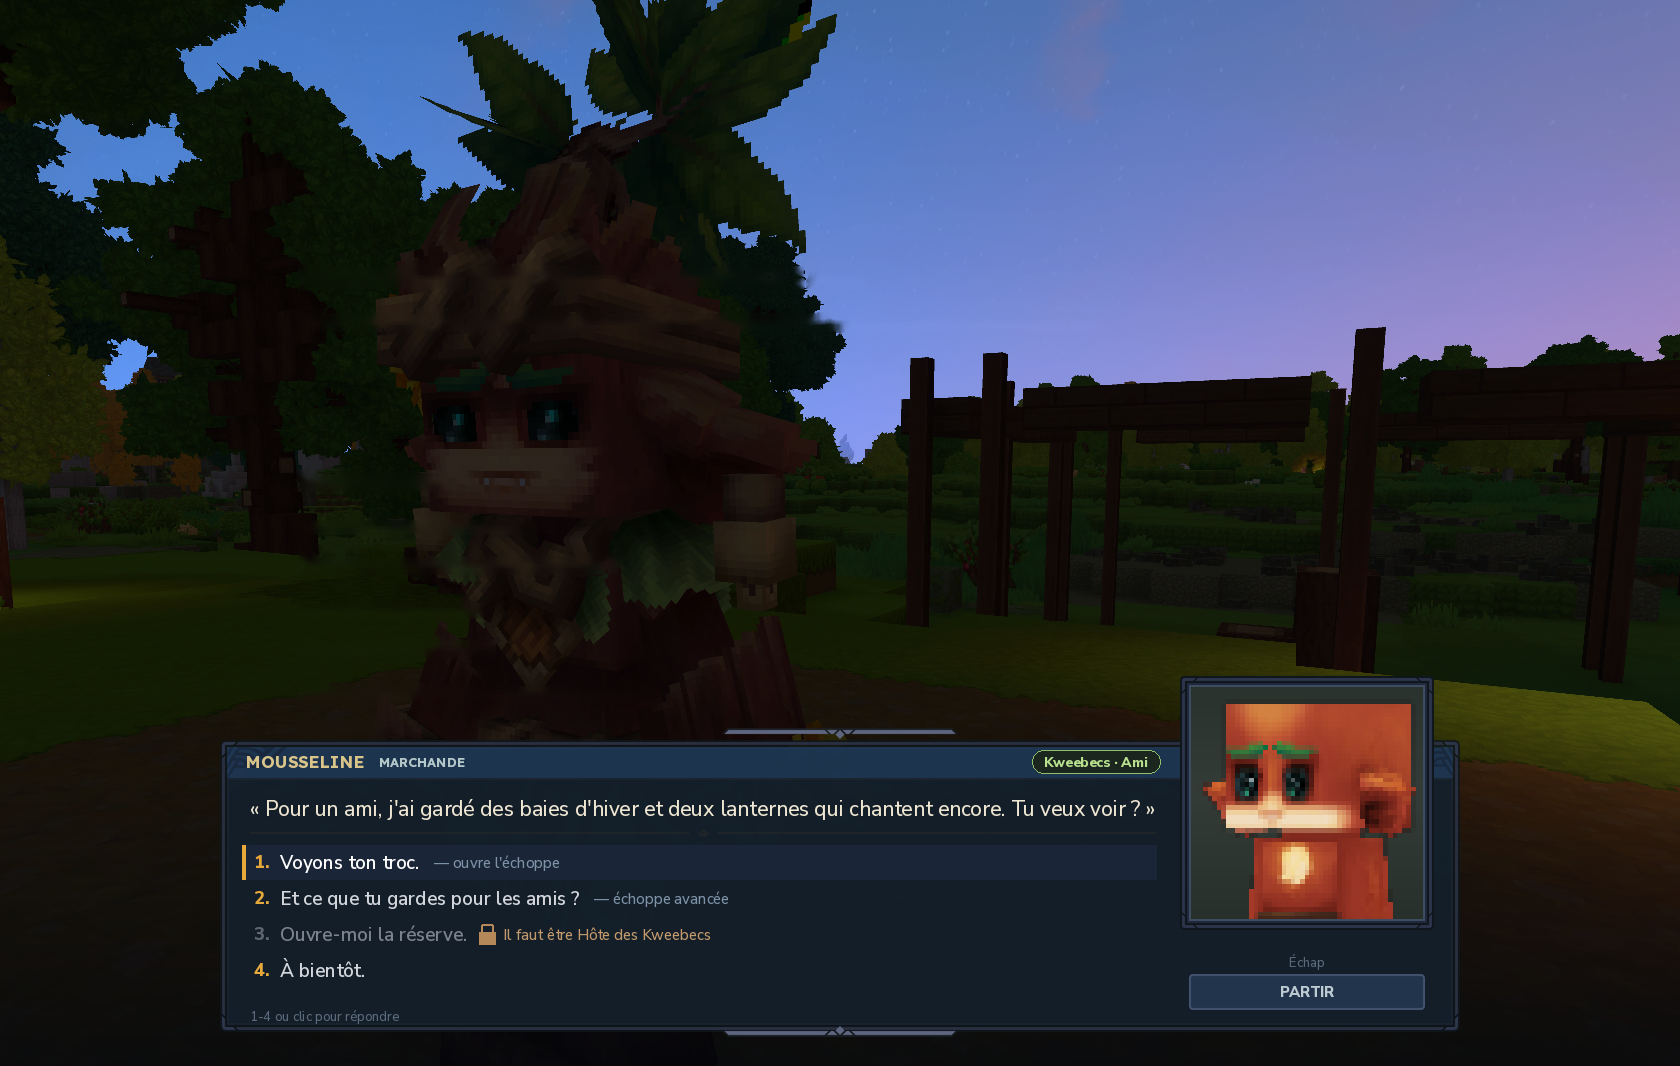 MOUSSELINE MARCHANDE Kweebecs · Ami
« Pour un ami, j'ai gardé des baies d'hiver et deux lanternes qui chantent encore. Tu veux voir ? »
1. Voyons ton troc. — ouvre l'échoppe
2. Et ce que tu gardes pour les amis ? — échoppe avancée
3. Ouvre-moi la réserve. Il faut être Hôte des Kweebecs
4. À bientôt.
1-4 ou clic pour répondre
Échap
PARTIR